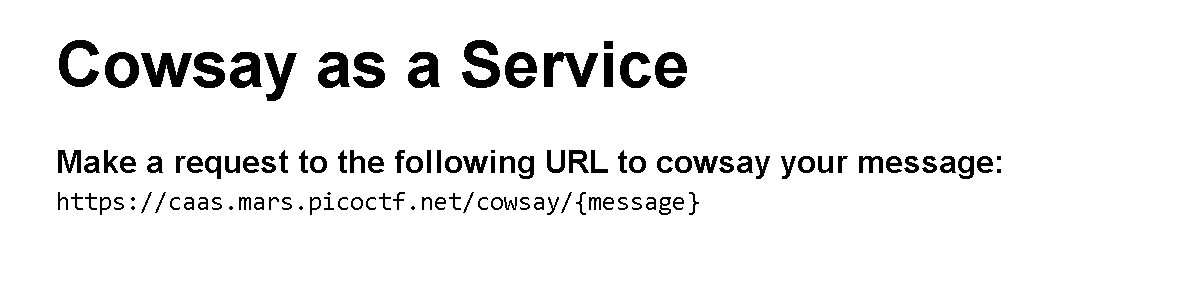 Cowsay as a Service
Make a request to the following URL to cowsay your message:
https://caas.mars.picoctf.net/cowsay/{message}